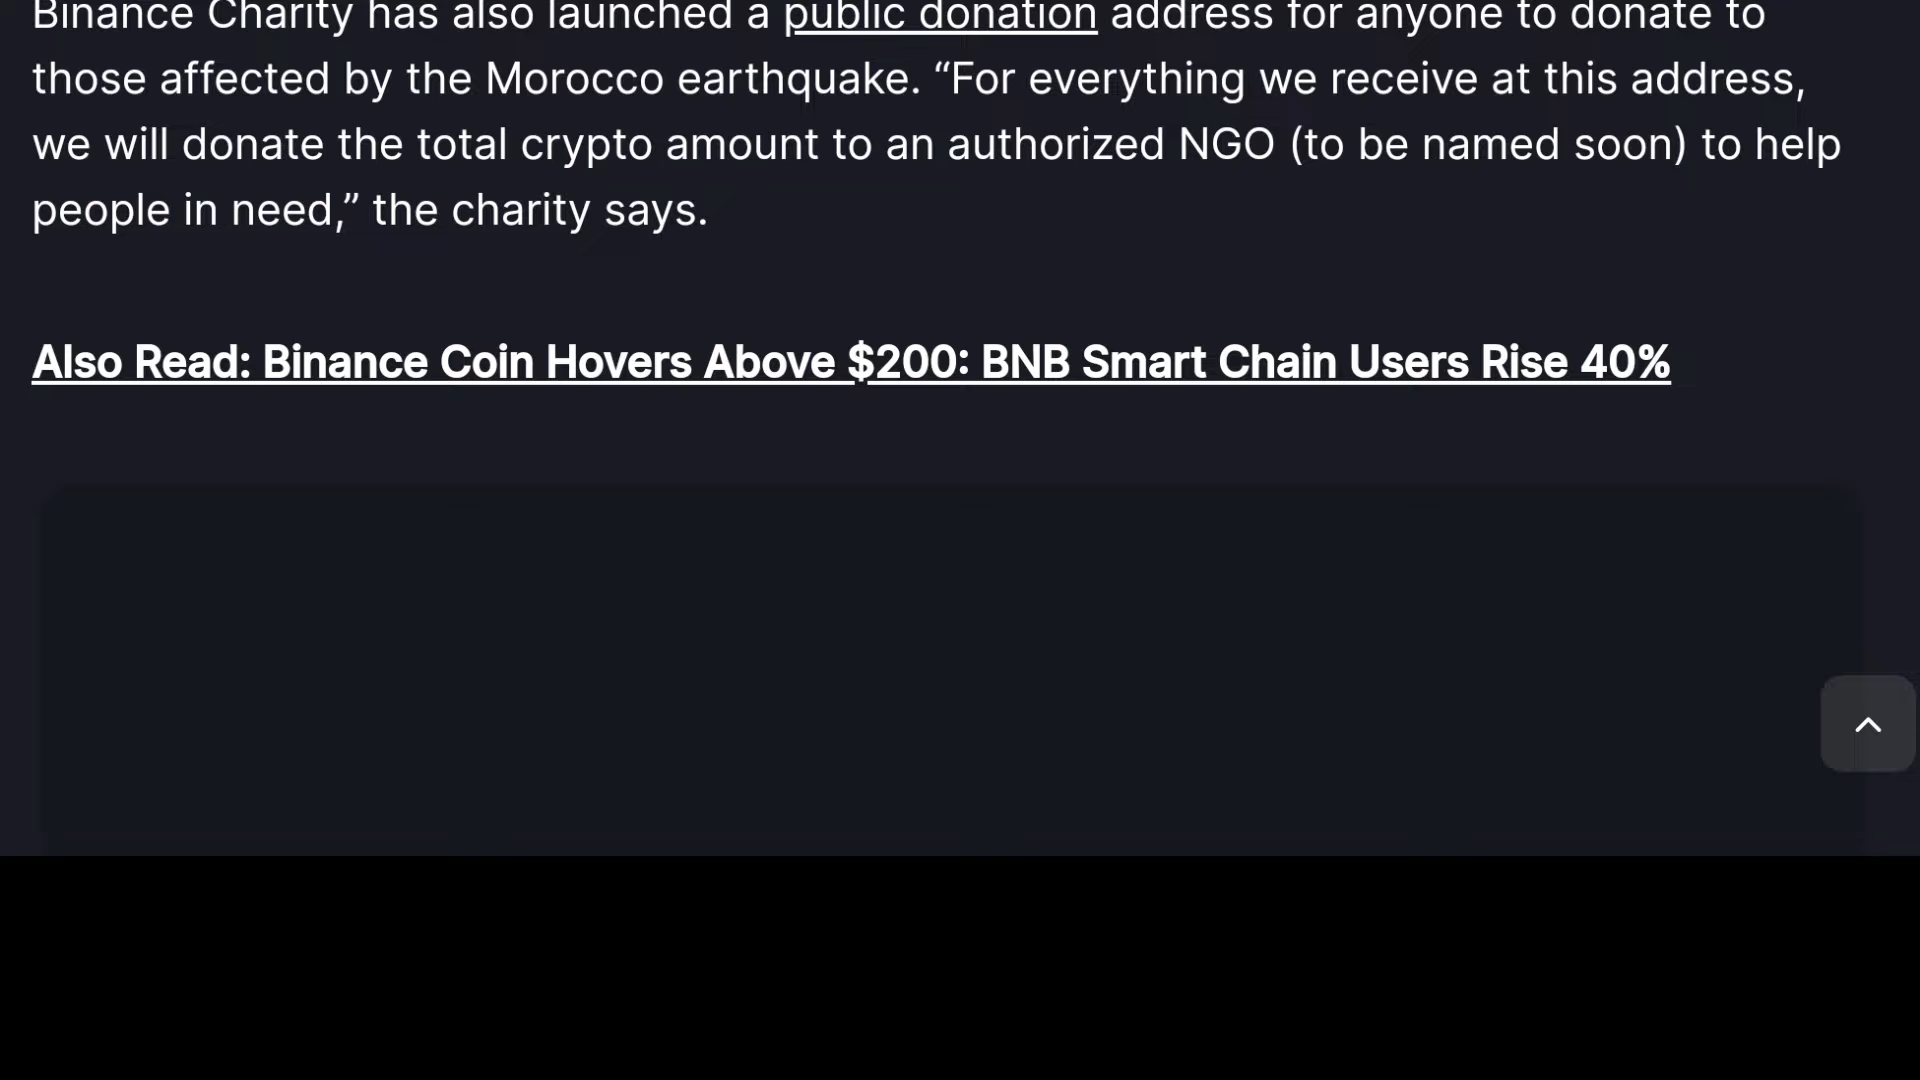 Binance Charity has also launched a public donation address for anyone to donate to
those affected by the Morocco earthquake. “For everything we receive at this address,
we will donate the total crypto amount to an authorized NGO (to be named soon) to help
people in need,” the charity says.
Also Read: Binance Coin Hovers Above $200: BNB Smart Chain Users Rise 40%